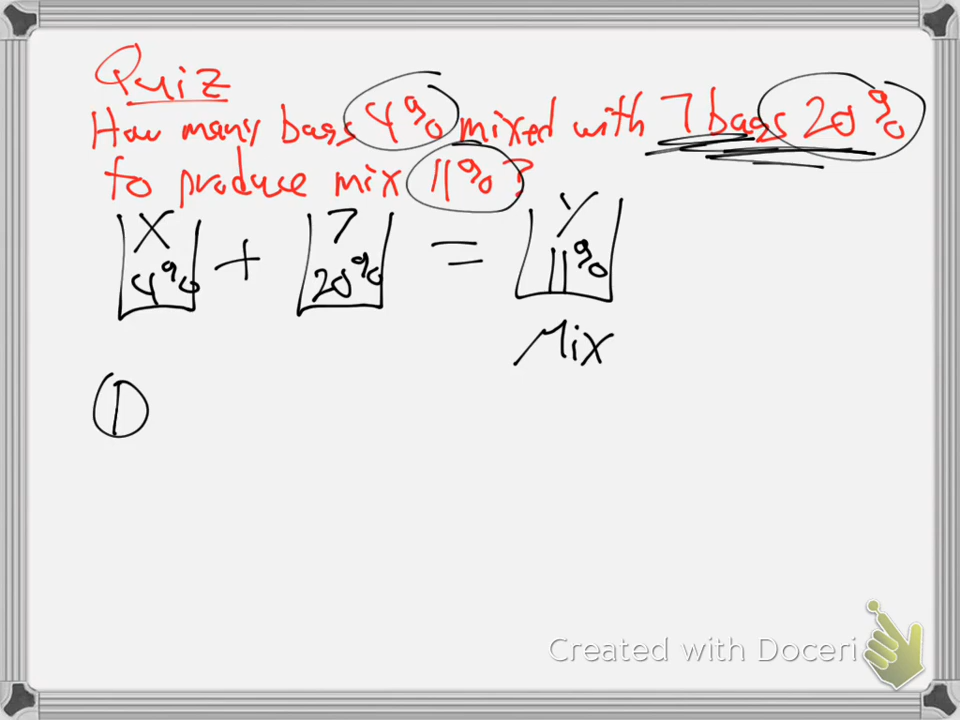 Quiz
How many bags 4% mixed with 7 bags 20%
to produce mix 11%?
X + 7 = Y
4% 20% 11%
Mix
①
Created with Doceri